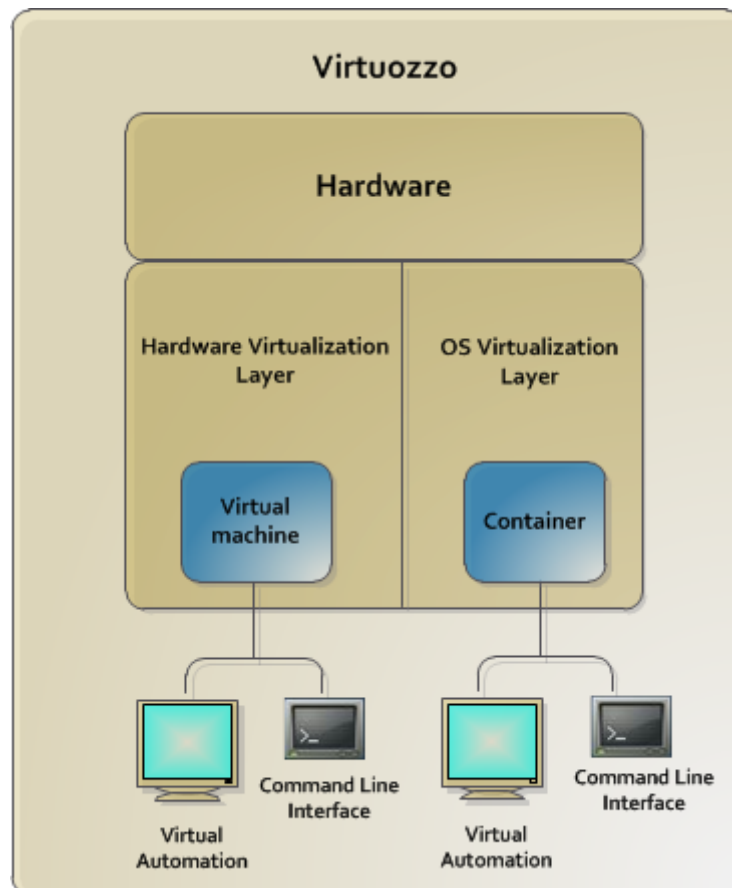 Virtuozzo
Hardware
Hardware Virtualization
Layer
OS Virtualization
Layer
Virtual
machine
Container
>_
Command Line
Interface
Virtual
Automation
>_
Command Line
Interface
Virtual
Automation